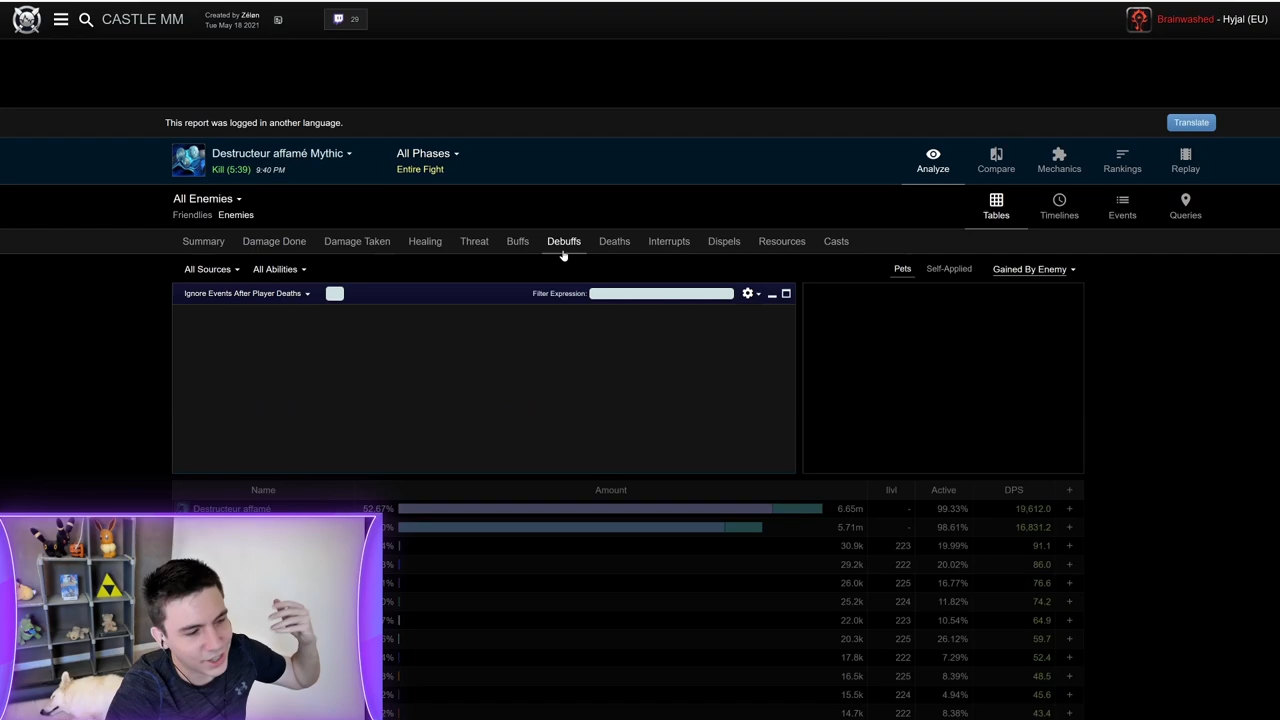 CASTLE MM
Created by Zéløn
Tue May 18 2021
29
Brainwashed - Hyjal (EU)
This report was logged in another language.
Translate
Destructeur affamé Mythic
Kill (5:39) 9:40 PM
All Phases
Entire Fight
Analyze
Compare
Mechanics
Rankings
Replay
All Enemies
Friendlies Enemies
Tables
Timelines
Events
Queries
Summary Damage Done Damage Taken Healing Threat Buffs Debuffs Deaths Interrupts Dispels Resources Casts
All Sources All Abilities Pets Self-Applied Gained By Enemy
Ignore Events After Player Deaths Filter Expression:
Name Amount Ilvl Active DPS +
Destructeur affamé 52.67% 6.65m - 99.33% 19,612.0 +
5.71m - 98.61% 16,831.2 +
30.9k 223 19.99% 91.1 +
29.2k 222 20.02% 86.0 +
26.0k 225 16.77% 76.6 +
25.2k 224 11.82% 74.2 +
22.0k 223 10.54% 64.9 +
20.3k 225 26.12% 59.7 +
17.8k 222 7.29% 52.4 +
16.5k 225 8.39% 48.5 +
15.5k 224 4.94% 45.6 +
14.7k 222 8.38% 43.4 +